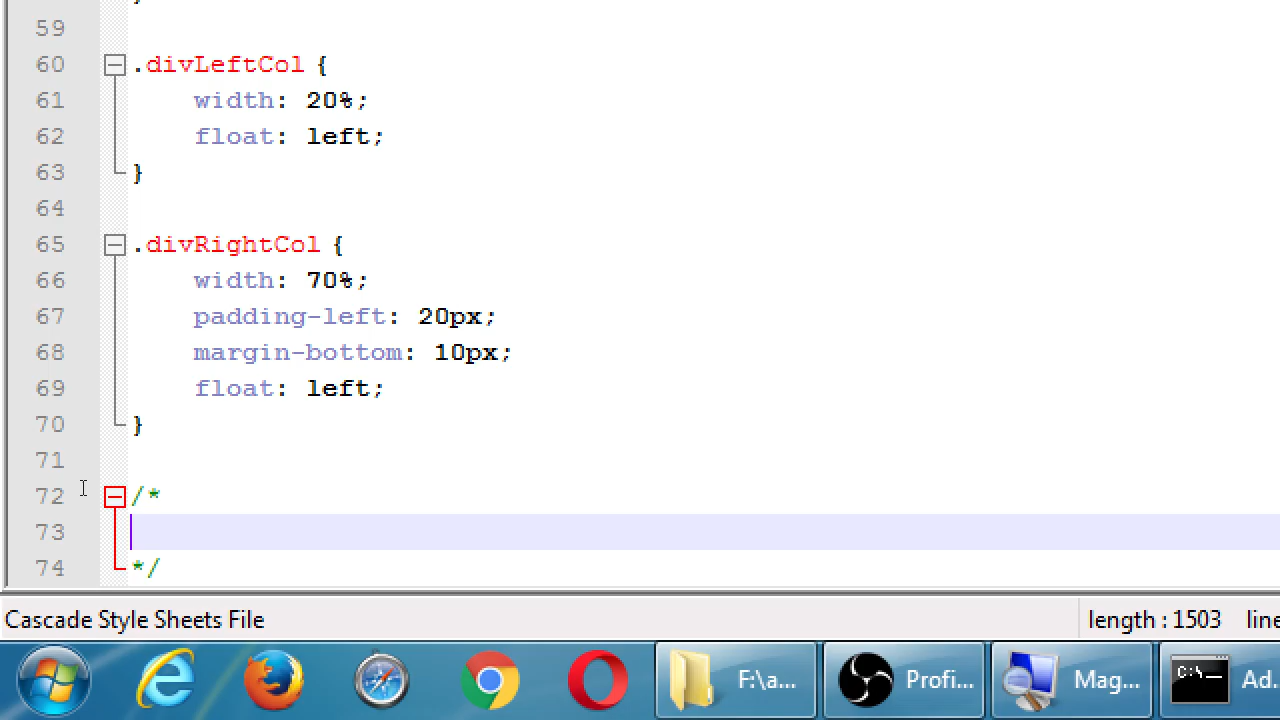 59
60 .divLeftCol {
61 width: 20%;
62 float: left;
63 }
64
65 .divRightCol {
66 width: 70%;
67 padding-left: 20px;
68 margin-bottom: 10px;
69 float: left;
70 }
71
72 /*
73
74 */
Cascade Style Sheets File length : 1503 line
F:\a... Profi... Mag... C:\ Ad.